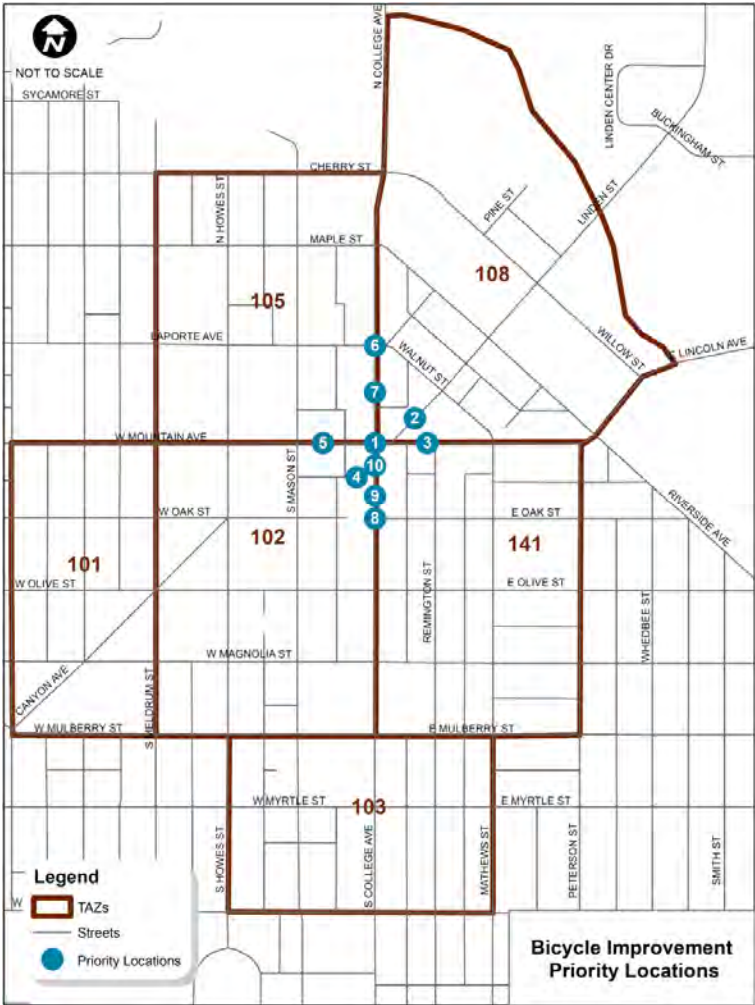 N
NOT TO SCALE
SYCAMORE ST
N COLLEGE AVE
LINDEN CENTER DR
BUCKINGHAM ST
CHERRY ST
N HOWES ST
PINE ST
LINDEN ST
MAPLE ST
108
105
LAPORTE AVE
6
WALNUT ST
WILLOW ST
LINCOLN AVE
7
2
W MOUNTAIN AVE
5
1
3
S MASON ST
10
4
9
RIVERSIDE AVE
W OAK ST
8
E OAK ST
102
141
101
W OLIVE ST
E OLIVE ST
REMINGTON ST
WHEDBEE ST
W MAGNOLIA ST
CANYON AVE
S MELDRUM ST
W MULBERRY ST
E MULBERRY ST
W MYRTLE ST
103
E MYRTLE ST
S HOWES ST
S COLLEGE AVE
MATHEWS ST
PETERSON ST
SMITH ST
Legend
W
TAZs
Streets
Priority Locations
Bicycle Improvement
Priority Locations